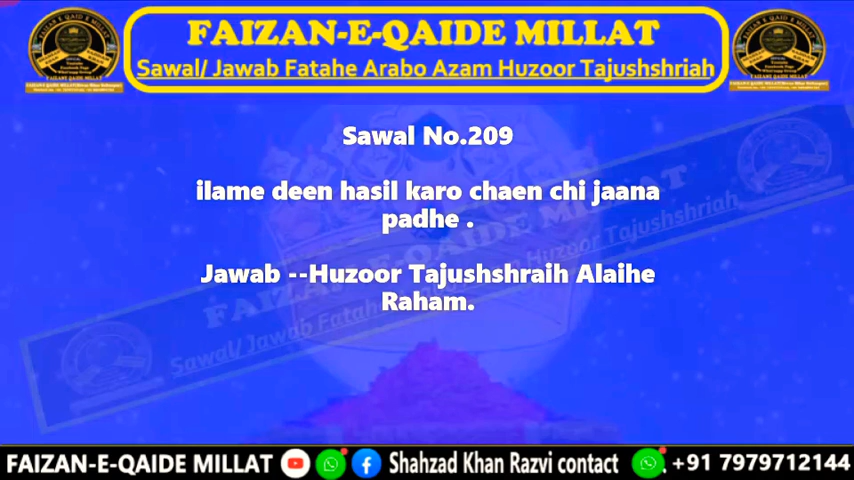 FAIZAN-E-QAIDE MILLAT
Sawal/ Jawab Fatahe Arabo Azam Huzoor Tajushshriah
Sawal No.209
ilame deen hasil karo chaen chi jaana
padhe .
Jawab --Huzoor Tajushshraih Alaihe
Raham.
FAIZAN-E-QAIDE MILLAT
Shahzad Khan Razvi contact
+91 7979712144